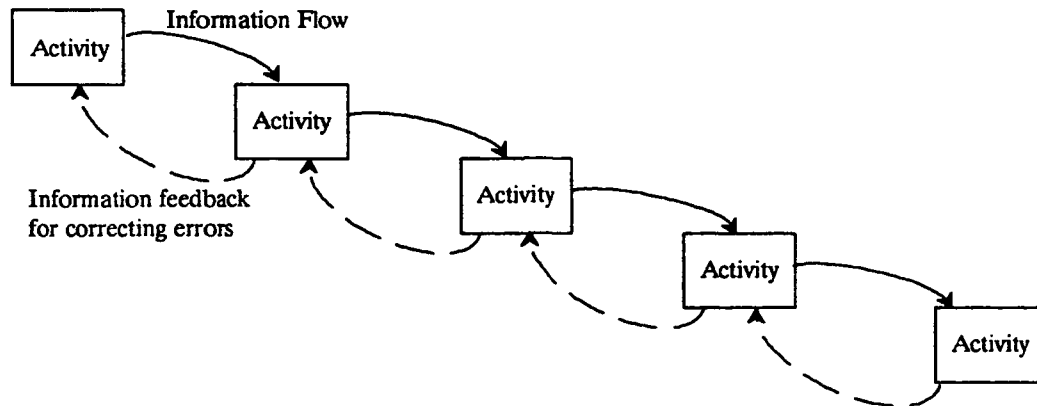 Information Flow
Activity
Activity
Activity
Information feedback
for correcting errors
Activity
Activity